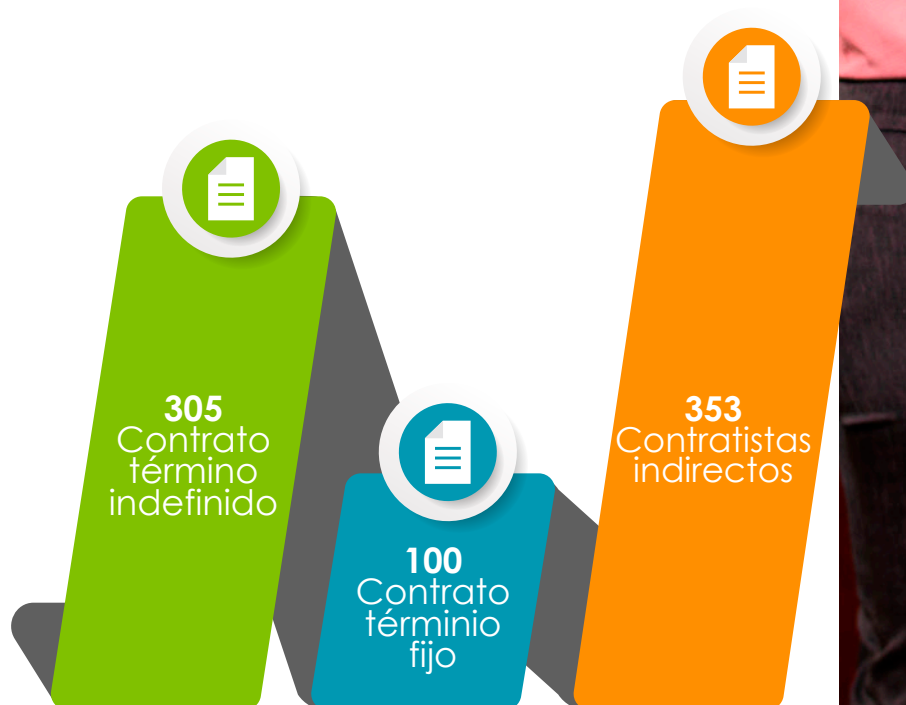 305
Contrato
término
indefinido
100
Contrato
términio
fijo
353
Contratistas
indirectos